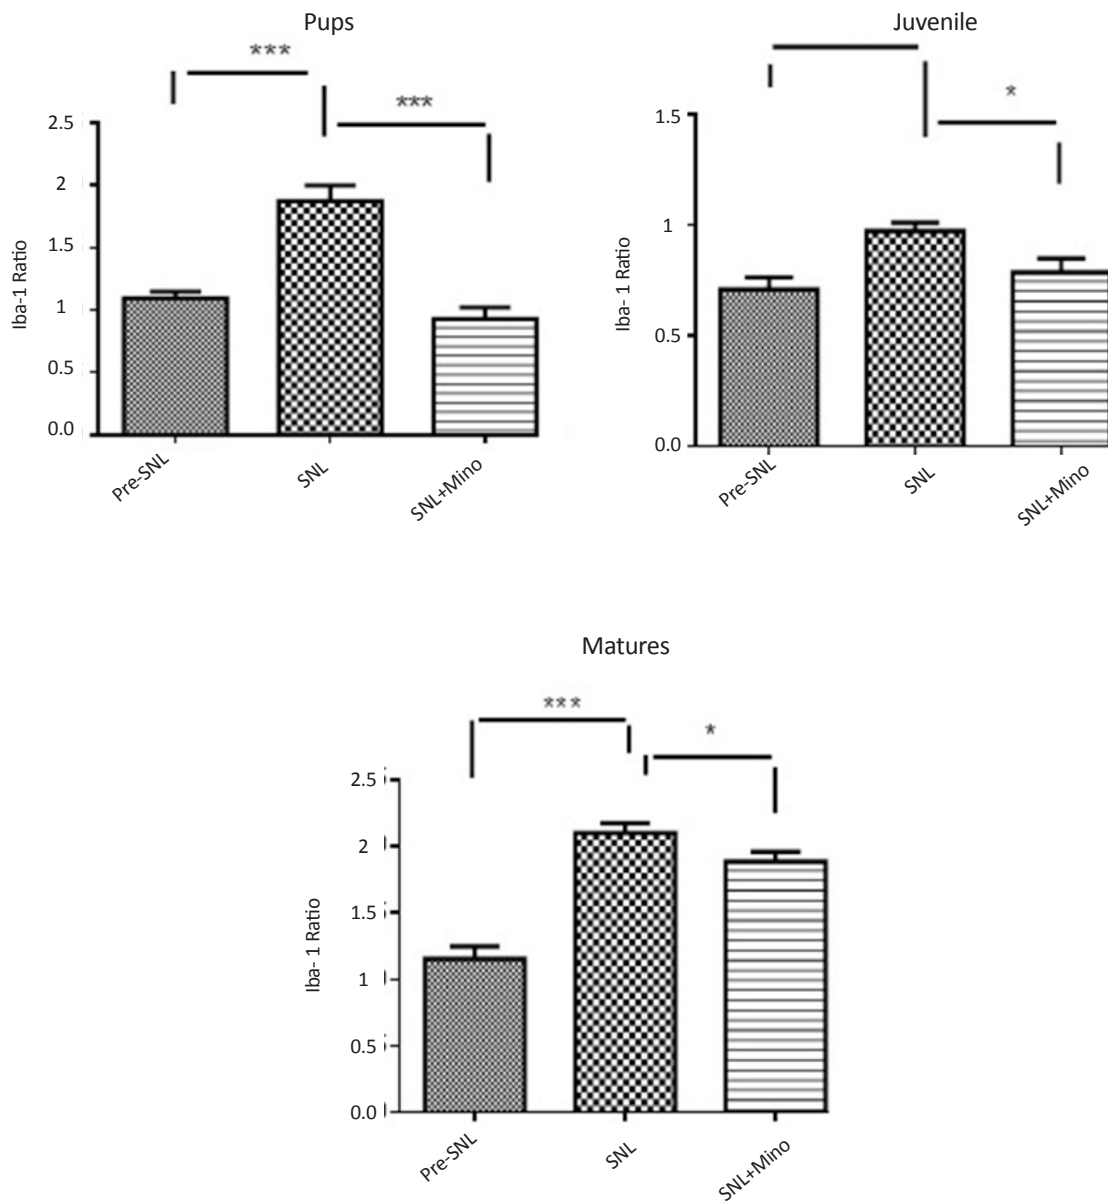 Pups
***
***
2.5
2
1.5
1
0.5
0.0
Iba-1 Ratio
Pre-SNL
SNL
SNL+Mino
Juvenile
*
1.5
1
0.5
0.0
Iba- 1 Ratio
Pre-SNL
SNL
SNL+Mino
Matures
***
*
2.5
2
1.5
1
0.5
0.0
Iba- 1 Ratio
Pre-SNL
SNL
SNL+Mino